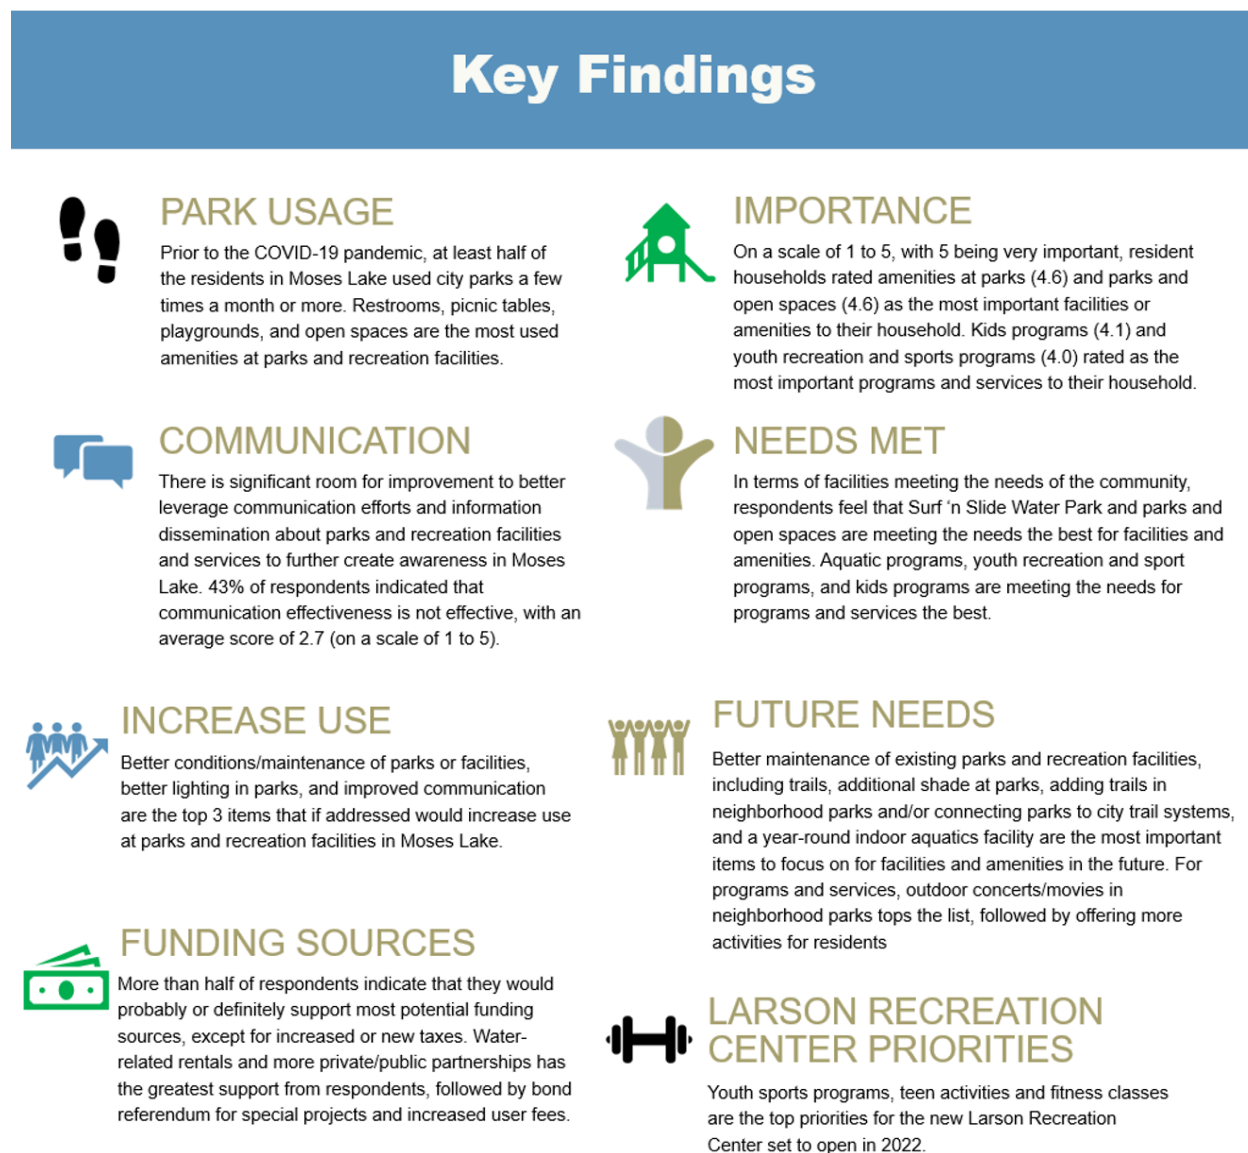 Key Findings
PARK USAGE
Prior to the COVID-19 pandemic, at least half of
the residents in Moses Lake used city parks a few
times a month or more. Restrooms, picnic tables,
playgrounds, and open spaces are the most used
amenities at parks and recreation facilities.
IMPORTANCE
On a scale of 1 to 5, with 5 being very important, resident
households rated amenities at parks (4.6) and parks and
open spaces (4.6) as the most important facilities or
amenities to their household. Kids programs (4.1) and
youth recreation and sports programs (4.0) rated as the
most important programs and services to their household.
COMMUNICATION
There is significant room for improvement to better
leverage communication efforts and information
dissemination about parks and recreation facilities
and services to further create awareness in Moses
Lake. 43% of respondents indicated that
communication effectiveness is not effective, with an
average score of 2.7 (on a scale of 1 to 5).
NEEDS MET
In terms of facilities meeting the needs of the community,
respondents feel that Surf ‘n Slide Water Park and parks and
open spaces are meeting the needs the best for facilities and
amenities. Aquatic programs, youth recreation and sport
programs, and kids programs are meeting the needs for
programs and services the best.
INCREASE USE
Better conditions/maintenance of parks or facilities,
better lighting in parks, and improved communication
are the top 3 items that if addressed would increase use
at parks and recreation facilities in Moses Lake.
FUTURE NEEDS
Better maintenance of existing parks and recreation facilities,
including trails, additional shade at parks, adding trails in
neighborhood parks and/or connecting parks to city trail systems,
and a year-round indoor aquatics facility are the most important
items to focus on for facilities and amenities in the future. For
programs and services, outdoor concerts/movies in
neighborhood parks tops the list, followed by offering more
activities for residents
FUNDING SOURCES
More than half of respondents indicate that they would
probably or definitely support most potential funding
sources, except for increased or new taxes. Water-
related rentals and more private/public partnerships has
the greatest support from respondents, followed by bond
referendum for special projects and increased user fees.
LARSON RECREATION
CENTER PRIORITIES
Youth sports programs, teen activities and fitness classes
are the top priorities for the new Larson Recreation
Center set to open in 2022.